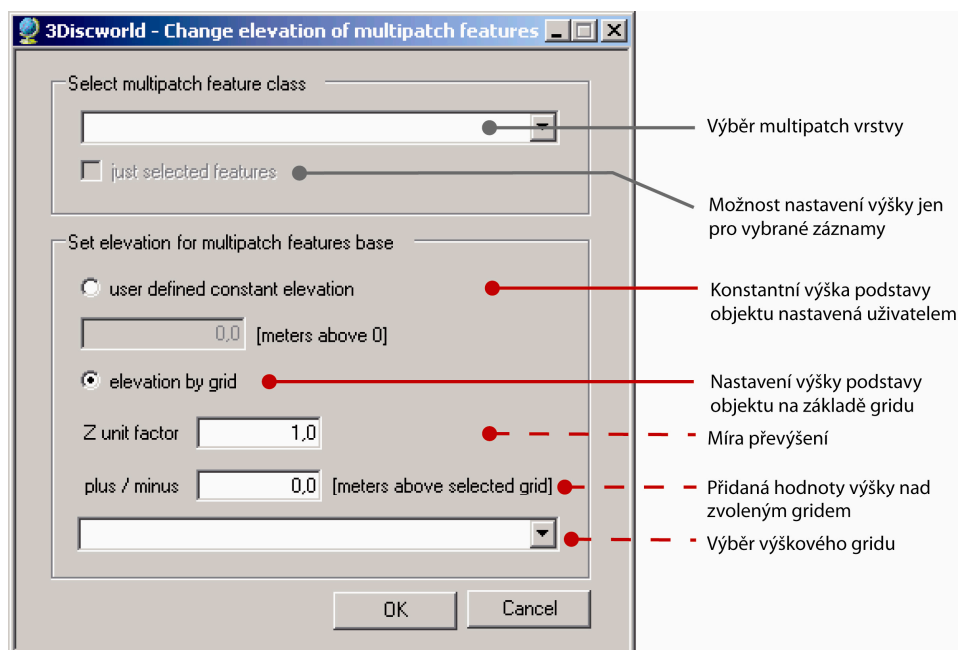 3Discworld - Change elevation of multipatch features
Select multipatch feature class
Výběr multipatch vrstvy
just selected features
Možnost nastavení výšky jen
pro vybrané záznamy
Set elevation for multipatch features base
user defined constant elevation
Konstantní výška podstavy
objektu nastavená uživatelem
0,0 [meters above 0]
elevation by grid
Nastavení výšky podstavy
objektu na základě gridu
Z unit factor 1,0
Míra převýšení
plus / minus 0,0 [meters above selected grid]
Přidaná hodnoty výšky nad
zvoleným gridem
Výběr výškového gridu
OK Cancel